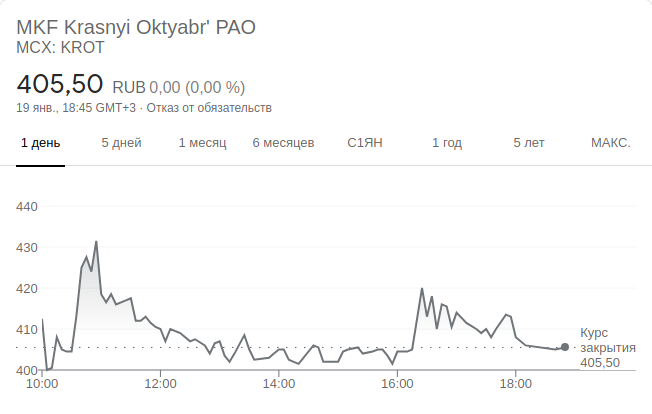 MKF Krasnyi Oktyabr' PAO
MCX: KROT
405,50 RUB 0,00 (0,00 %)
19 янв., 18:45 GMT+3 · Отказ от обязательств
1 день 5 дней 1 месяц 6 месяцев С1ЯН 1 год 5 лет МАКС.
440
430
420
410
400
Курс
закрытия
405,50
10:00 12:00 14:00 16:00 18:00